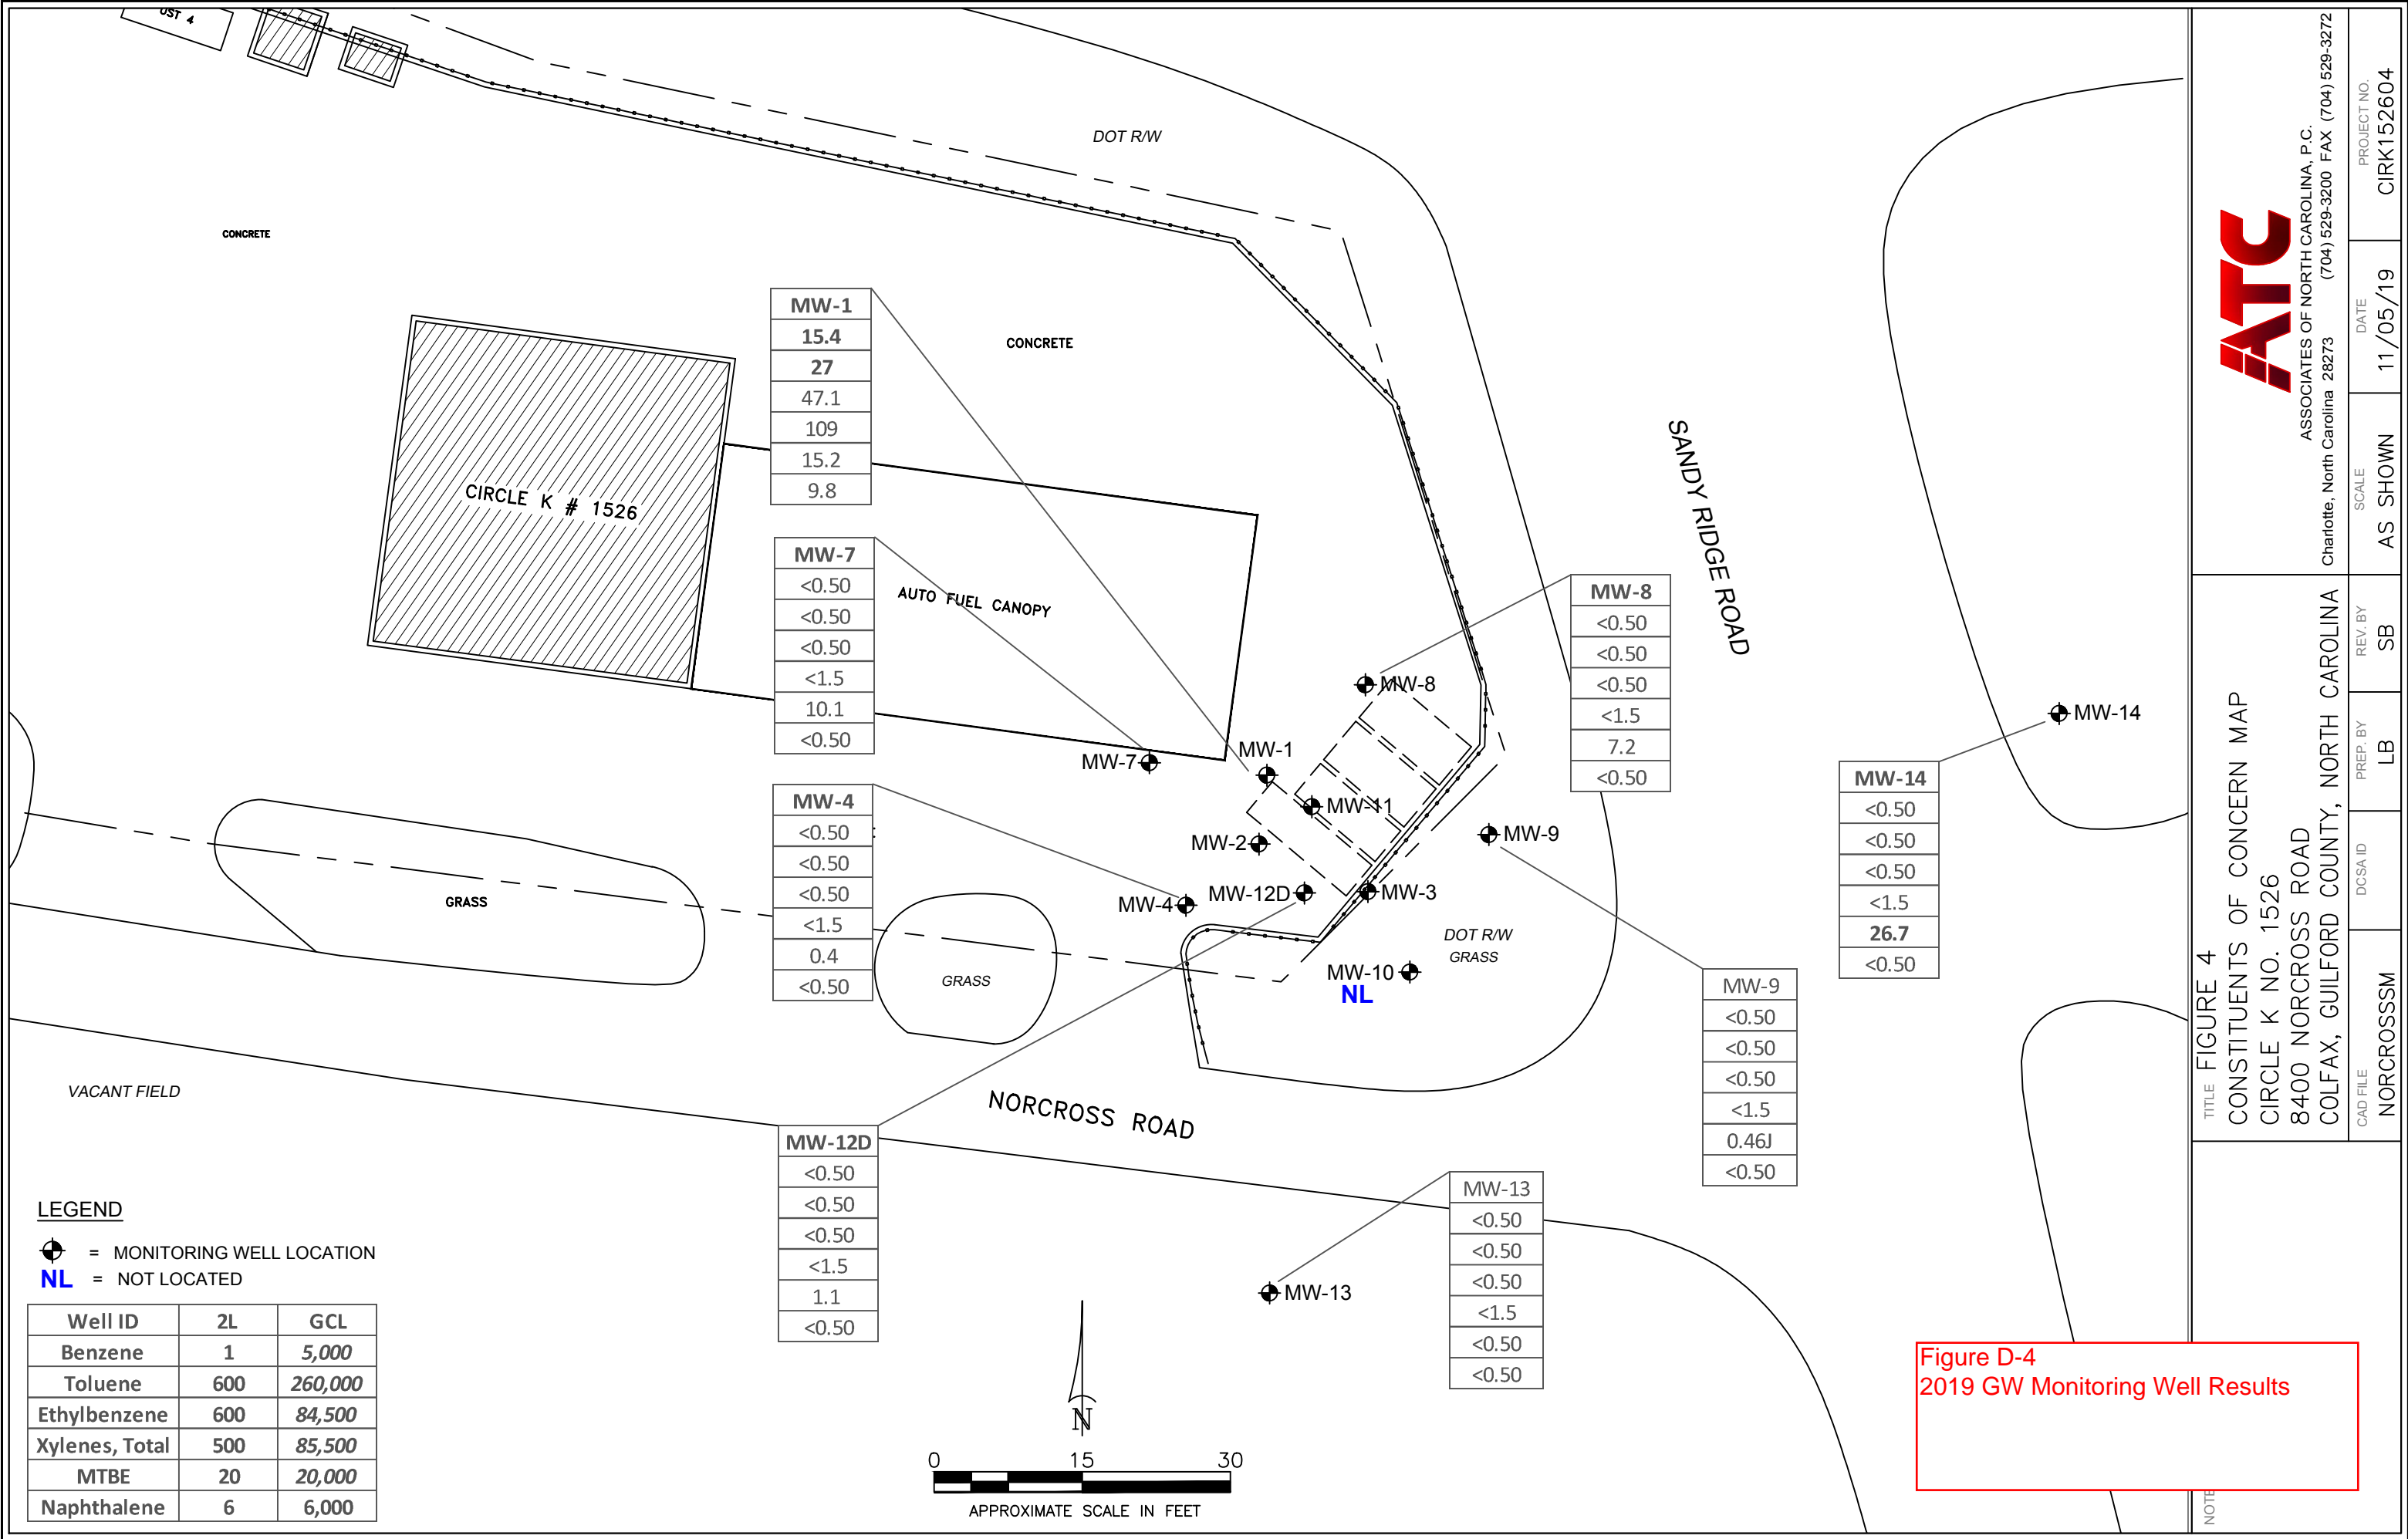 UST 4
CONCRETE
DOT R/W
CONCRETE
CIRCLE K # 1526
AUTO FUEL CANOPY
SANDY RIDGE ROAD
MW-1
15.4
27
47.1
109
15.2
9.8
MW-7
<0.50
<0.50
<0.50
<1.5
10.1
<0.50
MW-4
<0.50
<0.50
<0.50
<1.5
0.4
<0.50
MW-12D
<0.50
<0.50
<0.50
<1.5
1.1
<0.50
MW-8
<0.50
<0.50
<0.50
<1.5
7.2
<0.50
MW-14
<0.50
<0.50
<0.50
<1.5
26.7
<0.50
MW-9
<0.50
<0.50
<0.50
<1.5
0.46J
<0.50
MW-13
<0.50
<0.50
<0.50
<1.5
<0.50
<0.50
MW-8
MW-14
MW-7
MW-1
MW-11
MW-2
MW-9
MW-12D
MW-3
MW-4
MW-10
NL
MW-13
DOT R/W
GRASS
GRASS
GRASS
VACANT FIELD
NORCROSS ROAD
LEGEND
= MONITORING WELL LOCATION
NL = NOT LOCATED
Well ID 2L GCL
Benzene 1 5,000
Toluene 600 260,000
Ethylbenzene 600 84,500
Xylenes, Total 500 85,500
MTBE 20 20,000
Naphthalene 6 6,000
N
0 15 30
APPROXIMATE SCALE IN FEET
Figure D-4
2019 GW Monitoring Well Results
ATC
ASSOCIATES OF NORTH CAROLINA, P.C.
Charlotte, North Carolina 28273 (704) 529-3200 FAX (704) 529-3272
TITLE FIGURE 4
CONSTITUENTS OF CONCERN MAP
CIRCLE K NO. 1526
8400 NORCROSS ROAD
COLFAX, GUILFORD COUNTY, NORTH CAROLINA
CAD FILE DCSA ID PREP. BY REV. BY SCALE DATE PROJECT NO.
NORCROSSSM LB SB AS SHOWN 11/05/19 CIRK152604
NOTE